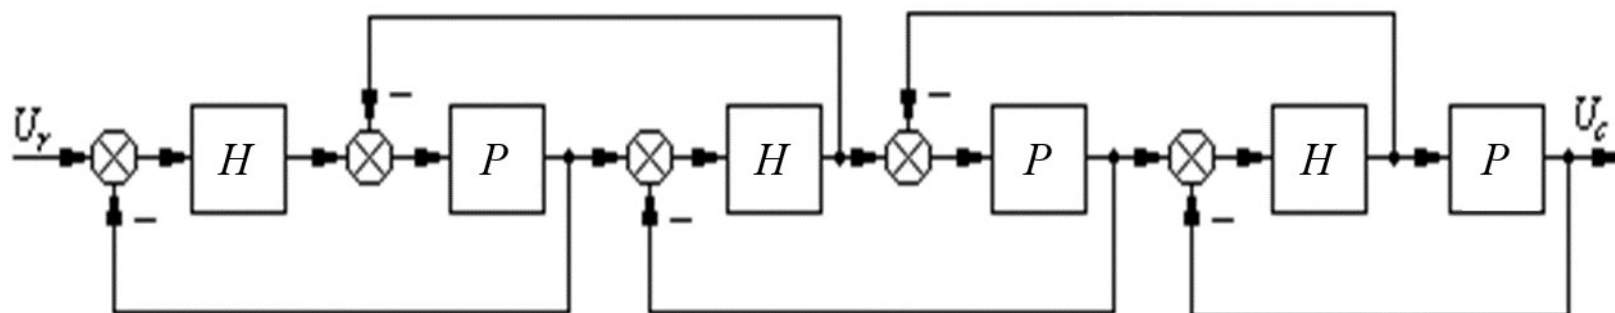 U_r − H − P − H − P − H P U_c
− − −